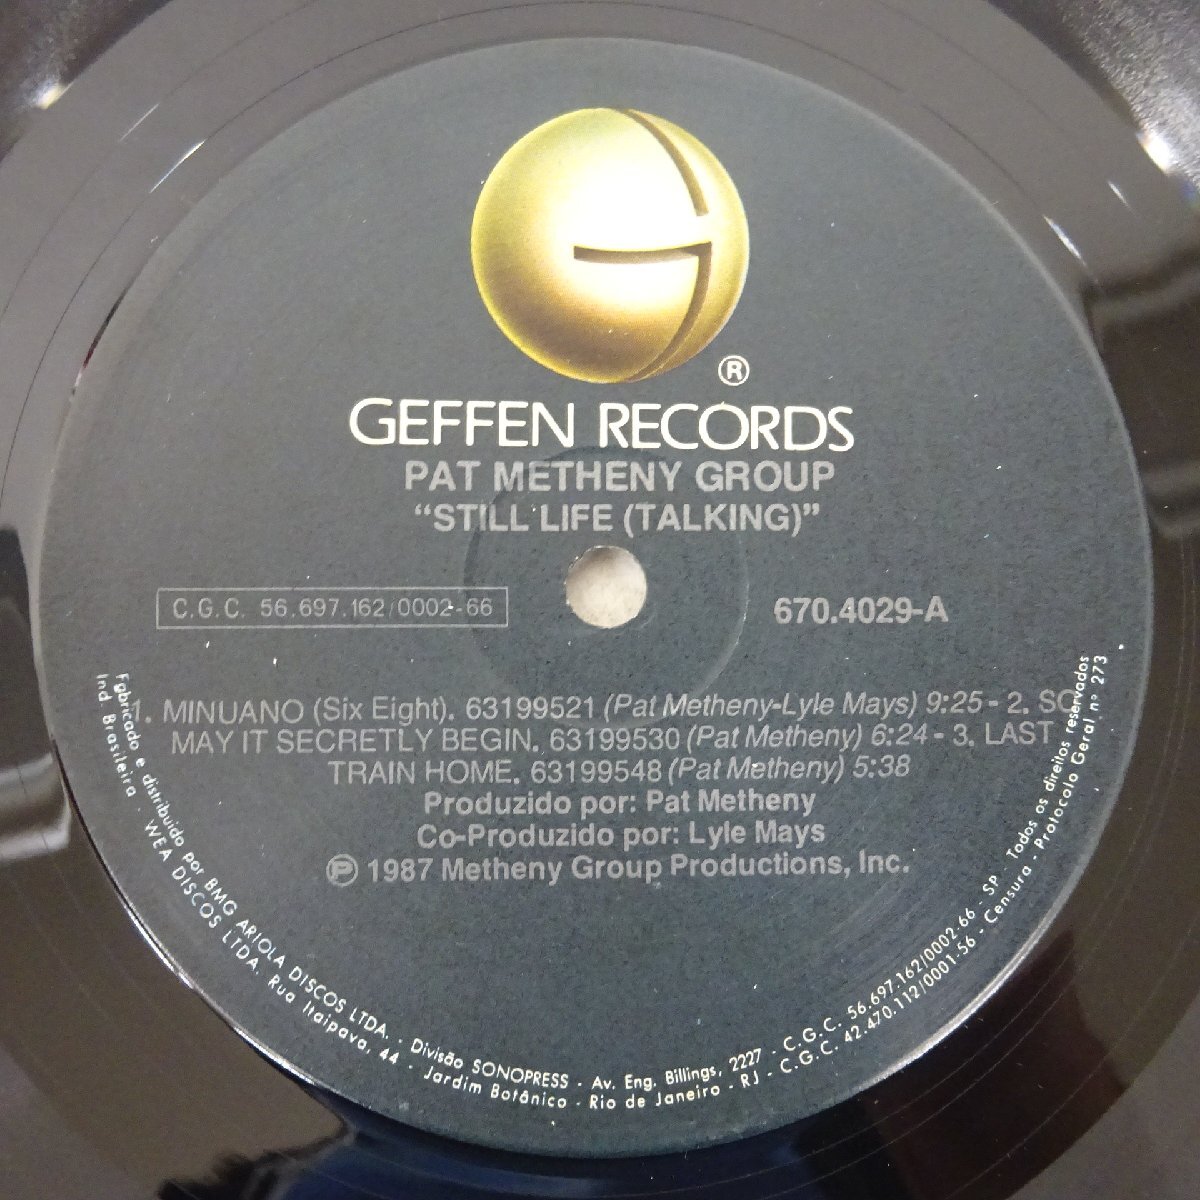 ®
GEFFEN RECORDS
PAT METHENY GROUP
“STILL LIFE (TALKING)”
C.G.C. 56.697.162/0002-66
670.4029-A
1. MINUANO (Six Eight). 63199521 (Pat Metheny-Lyle Mays) 9:25 - 2. SO
MAY IT SECRETLY BEGIN. 63199530 (Pat Metheny) 6:24 - 3. LAST
TRAIN HOME. 63199548 (Pat Metheny) 5:38
Produzido por: Pat Metheny
Co-Produzido por: Lyle Mays
Ⓟ 1987 Metheny Group Productions, Inc.
Fabricado e distribuido por BMG ARIOLA DISCOS LTDA. - Divisão SONOPRESS - Av. Eng. Billings, 2227 - C.G.C. 56.697.162/0002-66 - SP Todos os direitos reservados
Ind. Brasileira - WEA DISCOS LTDA. Rua Itaipava, 44 - Jardim Botânico - Rio de Janeiro - RJ - C.G.C. 42.470.112/0001-56 - Censura - Protocolo Geral nº 273